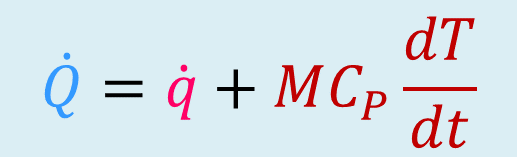 Q̇ = q̇ + MC_P dT/dt